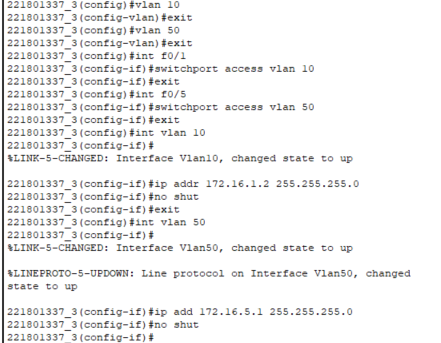 221801337_3(config)#vlan 10
221801337_3(config-vlan)#exit
221801337_3(config)#vlan 50
221801337_3(config-vlan)#exit
221801337_3(config)#int f0/1
221801337_3(config-if)#switchport access vlan 10
221801337_3(config-if)#exit
221801337_3(config)#int f0/5
221801337_3(config-if)#switchport access vlan 50
221801337_3(config-if)#exit
221801337_3(config)#int vlan 10
221801337_3(config-if)#
%LINK-5-CHANGED: Interface Vlan10, changed state to up
221801337_3(config-if)#ip addr 172.16.1.2 255.255.255.0
221801337_3(config-if)#no shut
221801337_3(config-if)#exit
221801337_3(config)#int vlan 50
221801337_3(config-if)#
%LINK-5-CHANGED: Interface Vlan50, changed state to up
%LINEPROTO-5-UPDOWN: Line protocol on Interface Vlan50, changed
state to up
221801337_3(config-if)#ip add 172.16.5.1 255.255.255.0
221801337_3(config-if)#no shut
221801337_3(config-if)#